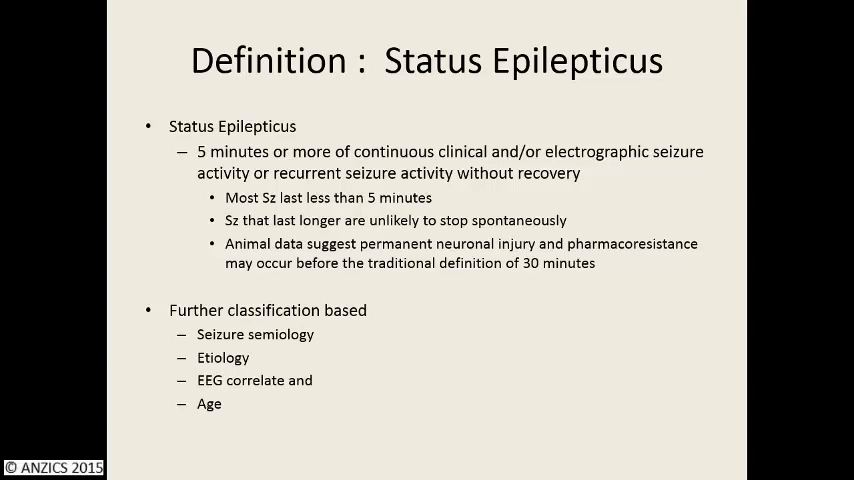 Definition : Status Epilepticus
• Status Epilepticus
– 5 minutes or more of continuous clinical and/or electrographic seizure
activity or recurrent seizure activity without recovery
• Most Sz last less than 5 minutes
• Sz that last longer are unlikely to stop spontaneously
• Animal data suggest permanent neuronal injury and pharmacoresistance
may occur before the traditional definition of 30 minutes
• Further classification based
– Seizure semiology
– Etiology
– EEG correlate and
– Age
© ANZICS 2015